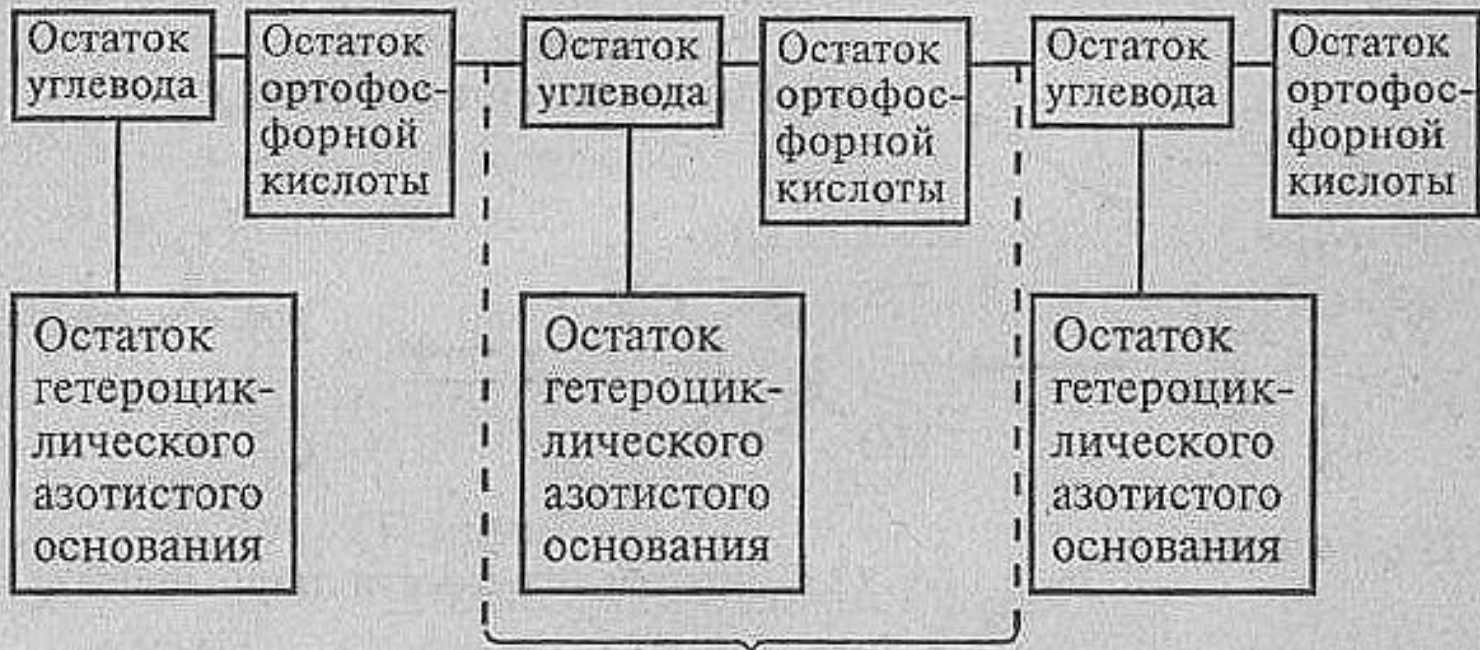 Остаток
углевода
Остаток
ортофос-
форной
кислоты
Остаток
углевода
Остаток
ортофос-
форной
кислоты
Остаток
углевода
Остаток
ортофос-
форной
кислоты
Остаток
гетероцик-
лического
азотистого
основания
Остаток
гетероцик-
лического
азотистого
основания
Остаток
гетероцик-
лического
азотистого
основания